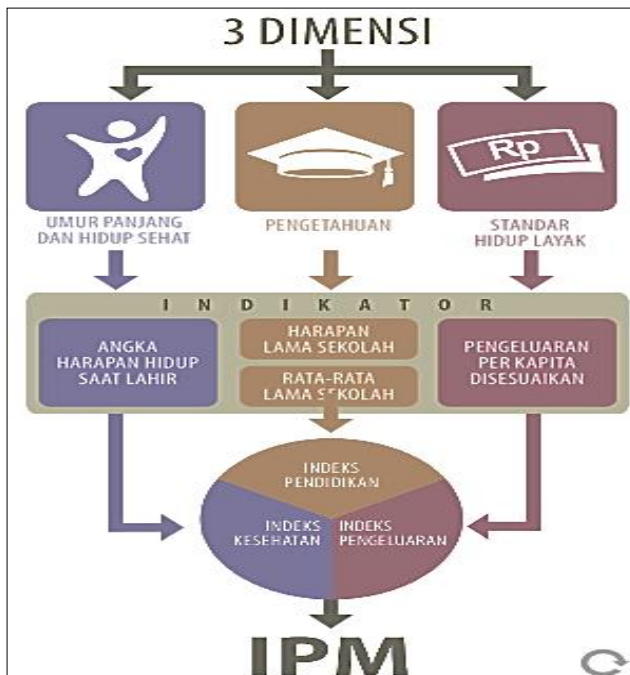 3 DIMENSI
UMUR PANJANG
DAN HIDUP SEHAT
PENGETAHUAN
Rp
STANDAR
HIDUP LAYAK
INDIKATOR
ANGKA
HARAPAN HIDUP
SAAT LAHIR
HARAPAN
LAMA SEKOLAH
RATA-RATA
LAMA SEKOLAH
PENGELUARAN
PER KAPITA
DISESUAIKAN
INDEKS
PENDIDIKAN
INDEKS
KESEHATAN
INDEKS
PENGELUARAN
IPM